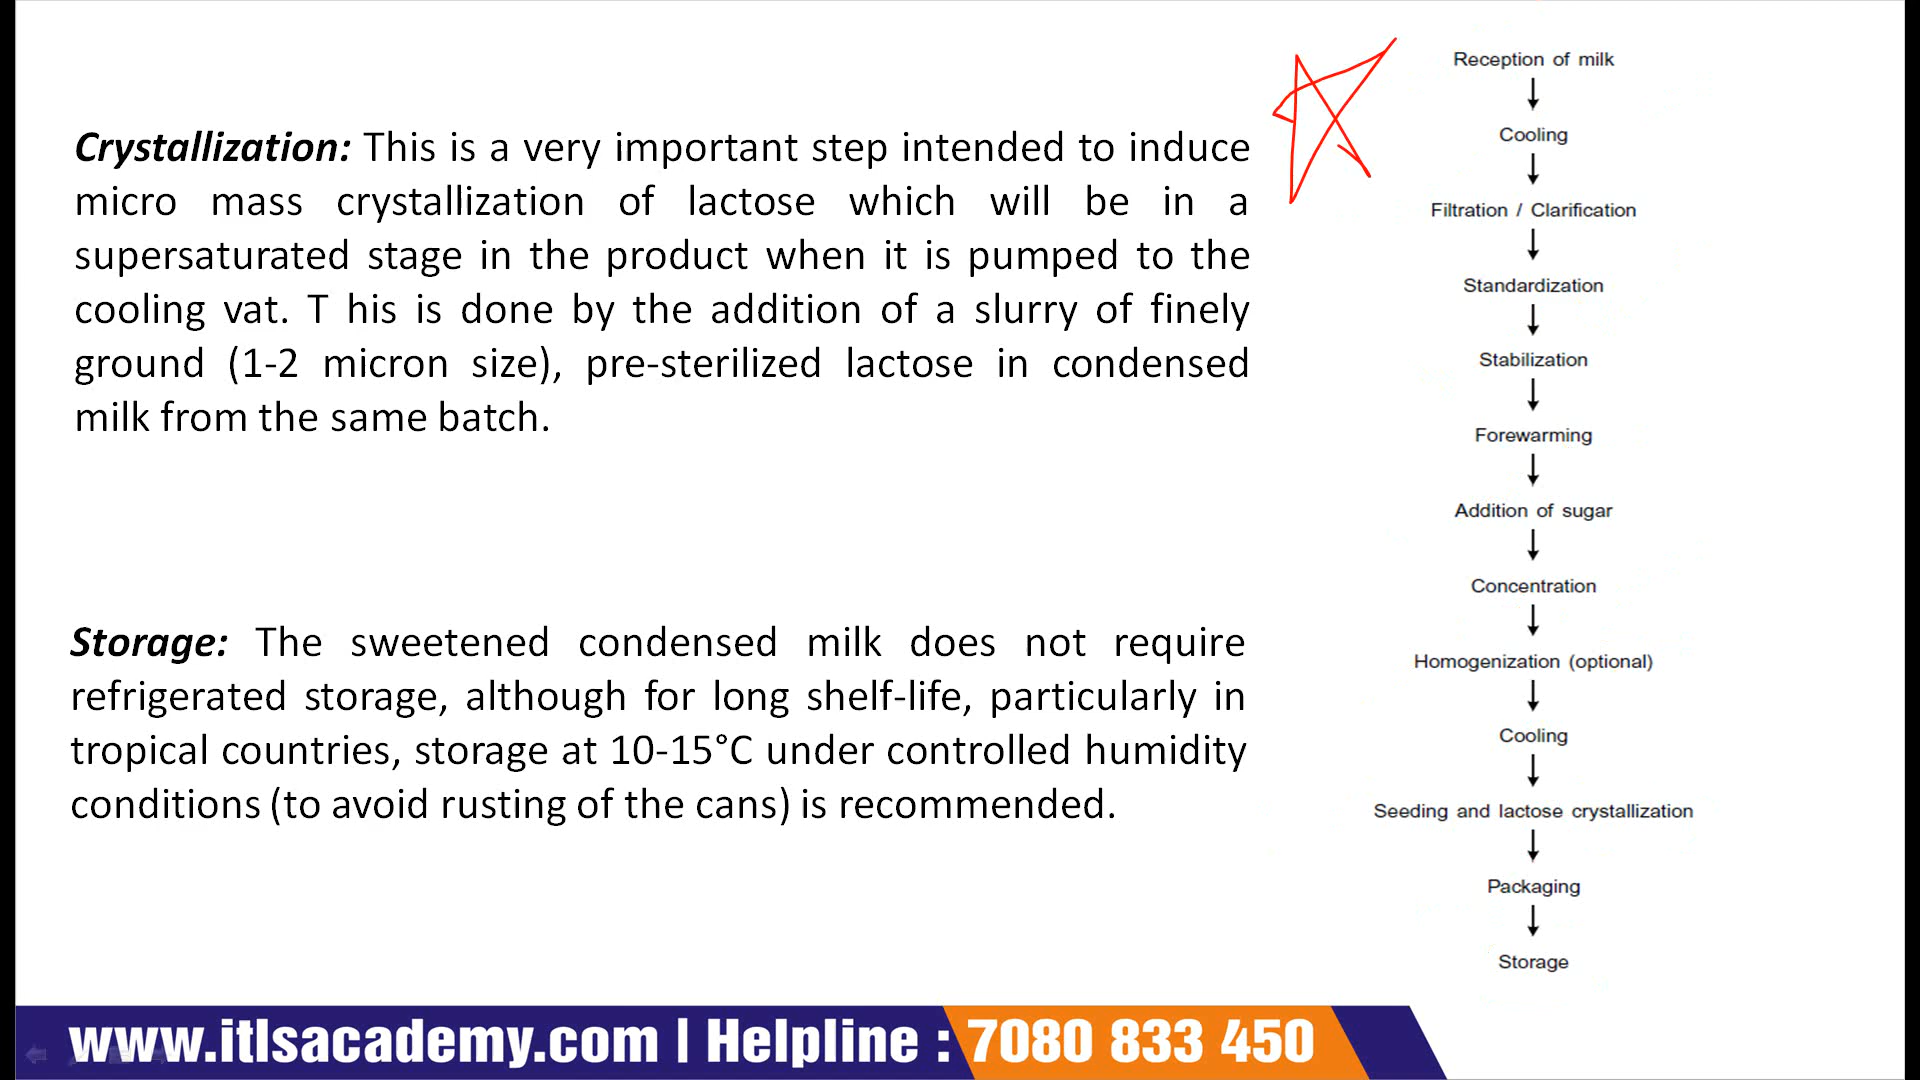 Crystallization: This is a very important step intended to induce
micro mass crystallization of lactose which will be in a
supersaturated stage in the product when it is pumped to the
cooling vat. T his is done by the addition of a slurry of finely
ground (1-2 micron size), pre-sterilized lactose in condensed
milk from the same batch.
Storage: The sweetened condensed milk does not require
refrigerated storage, although for long shelf-life, particularly in
tropical countries, storage at 10-15°C under controlled humidity
conditions (to avoid rusting of the cans) is recommended.
Reception of milk
Cooling
Filtration / Clarification
Standardization
Stabilization
Forewarming
Addition of sugar
Concentration
Homogenization (optional)
Cooling
Seeding and lactose crystallization
Packaging
Storage
www.itlsacademy.com | Helpline : 7080 833 450